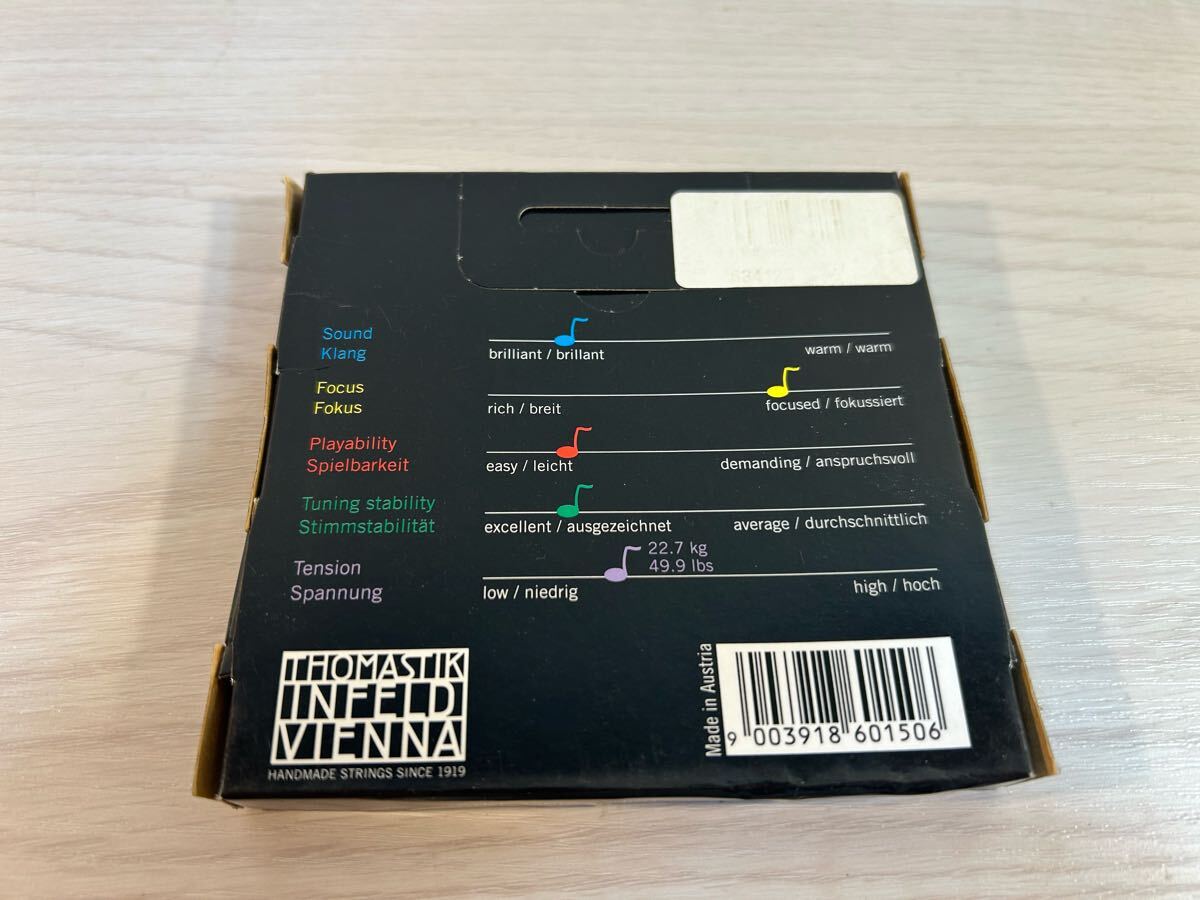 Sound
Klang
brilliant / brillant
warm / warm
Focus
Fokus
rich / breit
focused / fokussiert
Playability
Spielbarkeit
easy / leicht
demanding / anspruchsvoll
Tuning stability
Stimmstabilität
excellent / ausgezeichnet
average / durchschnittlich
Tension
Spannung
22.7 kg
49.9 lbs
low / niedrig
high / hoch
THOMASTIK
INFELD
VIENNA
HANDMADE STRINGS SINCE 1919
Made in Austria
9 003918 601506